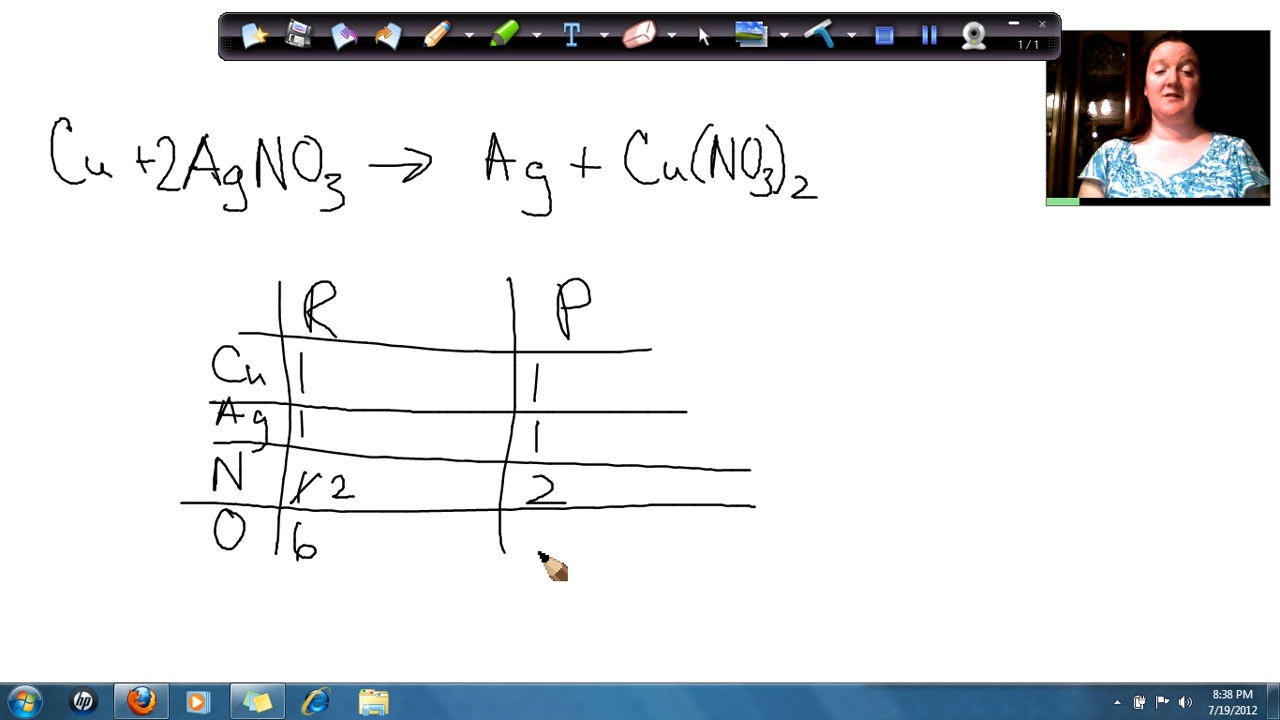 T
1/1
Cu +2AgNO3 → Ag + Cu(NO3)2
R P
Cu 1 1
Ag 1 1
N 1 2 2
O 6
hp
8:38 PM
7/19/2012